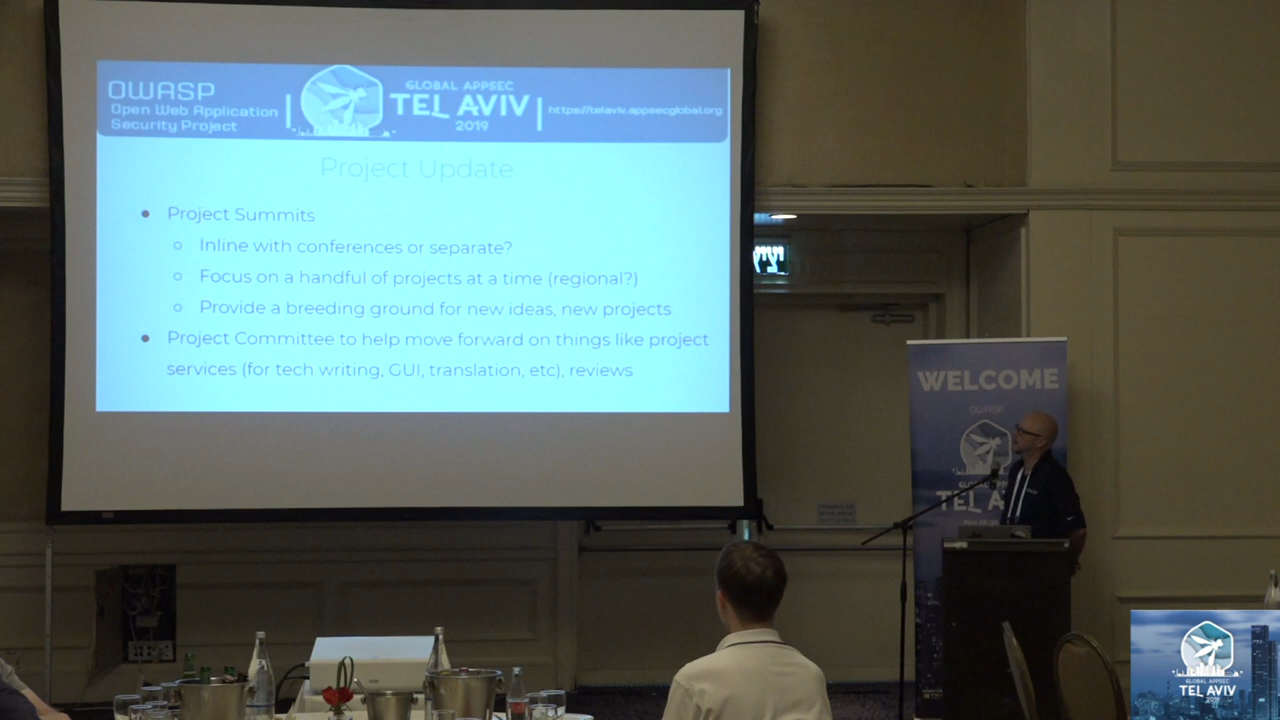 OWASP
Open Web Application
Security Project
GLOBAL APPSEC
TEL AVIV
2019
https://telaviv.appsecglobal.org
Project Update
● Project Summits
○ Inline with conferences or separate?
○ Focus on a handful of projects at a time (regional?)
○ Provide a breeding ground for new ideas, new projects
● Project Committee to help move forward on things like project
services (for tech writing, GUI, translation, etc), reviews
WELCOME
OWASP
TEL A
GLOBAL APPSEC
TEL AVIV
2019